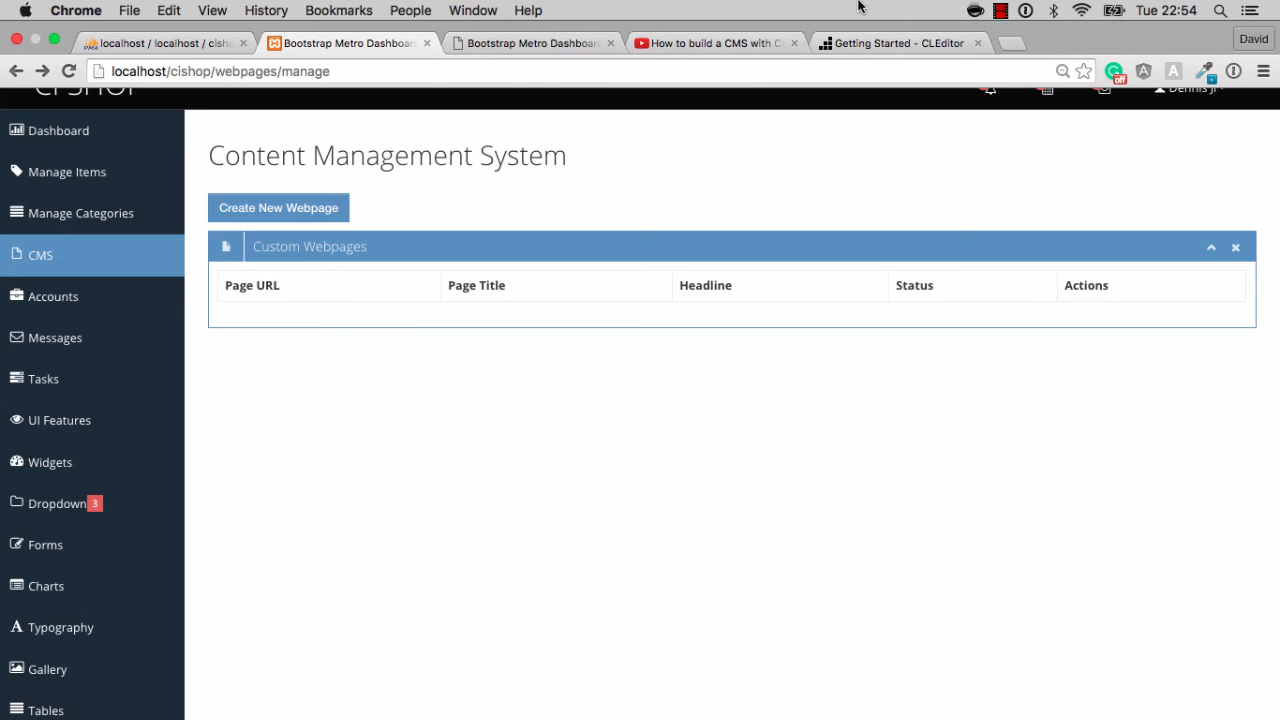 Chrome File Edit View History Bookmarks People Window Help Tue 22:54
localhost / localhost / cisho
Bootstrap Metro Dashboar
Bootstrap Metro Dashboar
How to build a CMS with C
Getting Started - CLEditor
David
localhost/cishop/webpages/manage
Off
A
Dennis Ji
Dashboard
Manage Items
Manage Categories
CMS
Accounts
Messages
Tasks
UI Features
Widgets
Dropdown 3
Forms
Charts
Typography
Gallery
Tables
Content Management System
Create New Webpage
Custom Webpages
Page URL Page Title Headline Status Actions